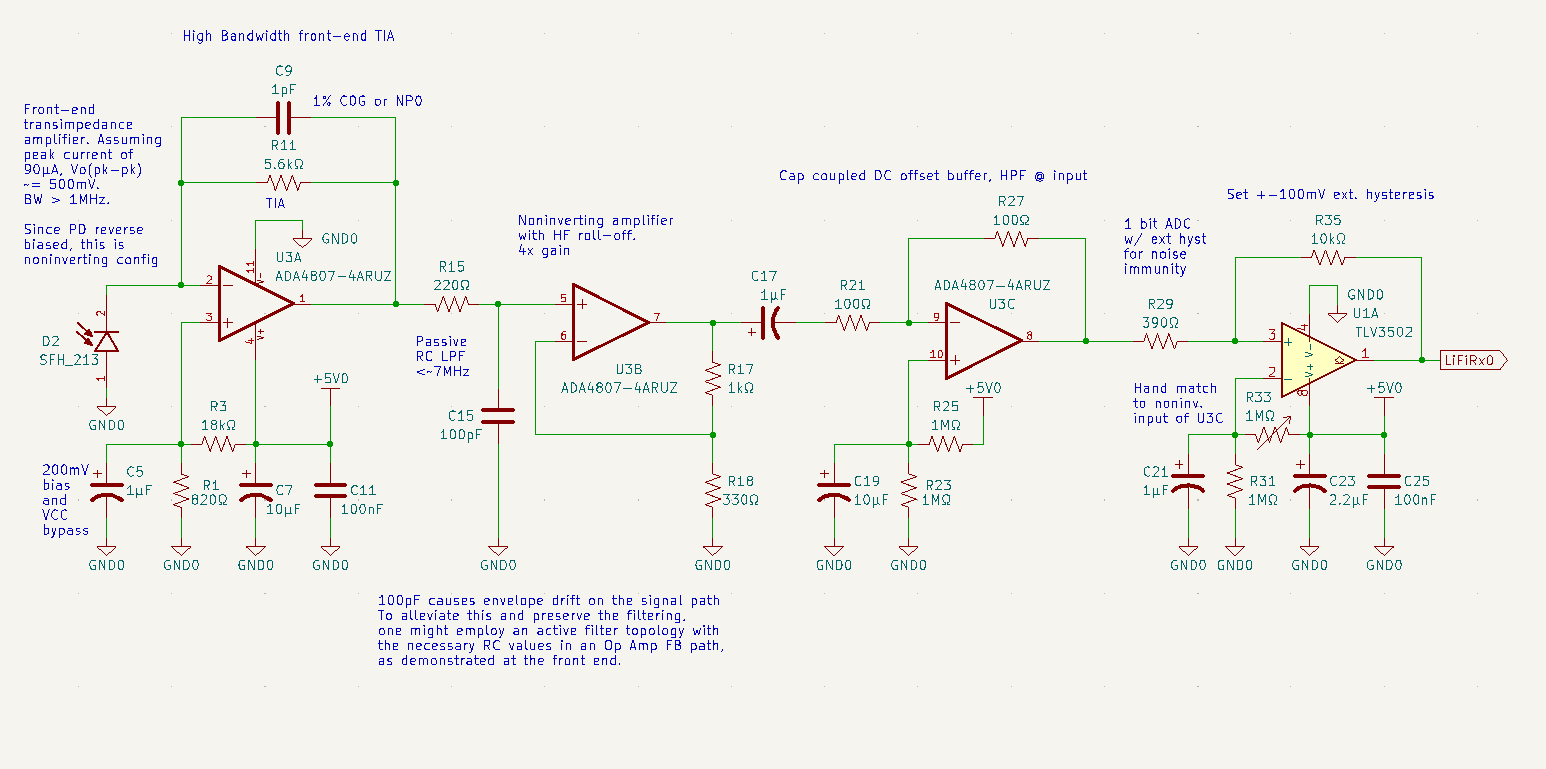 High Bandwidth front-end TIA
C9
1pF
1% C0G or NP0
Front-end
transimpedance
amplifier. Assuming
peak current of
90µA, Vo(pk-pk)
~= 500mV.
BW > 1MHz.
Since PD reverse
biased, this is
noninverting config
R11
5.6kΩ
TIA
GND0
U3A
ADA4807-4ARUZ
11
V-
2
3
1
V+
4
D2
SFH_213
2
1
GND0
+5V0
R3
18kΩ
200mV
bias
and
VCC
bypass
C5
1µF
R1
820Ω
C7
10µF
C11
100nF
GND0
GND0
GND0
GND0
R15
220Ω
Passive
RC LPF
<~7MHz
C15
100pF
GND0
Noninverting amplifier
with HF roll-off.
4x gain
5
6
7
U3B
ADA4807-4ARUZ
R17
1kΩ
R18
330Ω
GND0
100pF causes envelope drift on the signal path
To alleviate this and preserve the filtering,
one might employ an active filter topology with
the necessary RC values in an Op Amp FB path,
as demonstrated at the front end.
Cap coupled DC offset buffer, HPF @ input
C17
1µF
R21
100Ω
R27
100Ω
ADA4807-4ARUZ
U3C
9
10
8
+5V0
R25
1MΩ
C19
10µF
R23
1MΩ
GND0
GND0
Set +-100mV ext. hysteresis
1 bit ADC
w/ ext hyst
for noise
immunity
R35
10kΩ
R29
390Ω
GND0
U1A
TLV3502
3
2
4
V-
V+
8
1
LiFiRx0
Hand match
to noninv.
input of U3C
R33
1MΩ
+5V0
C21
1µF
R31
1MΩ
C23
2.2µF
C25
100nF
GND0
GND0
GND0
GND0